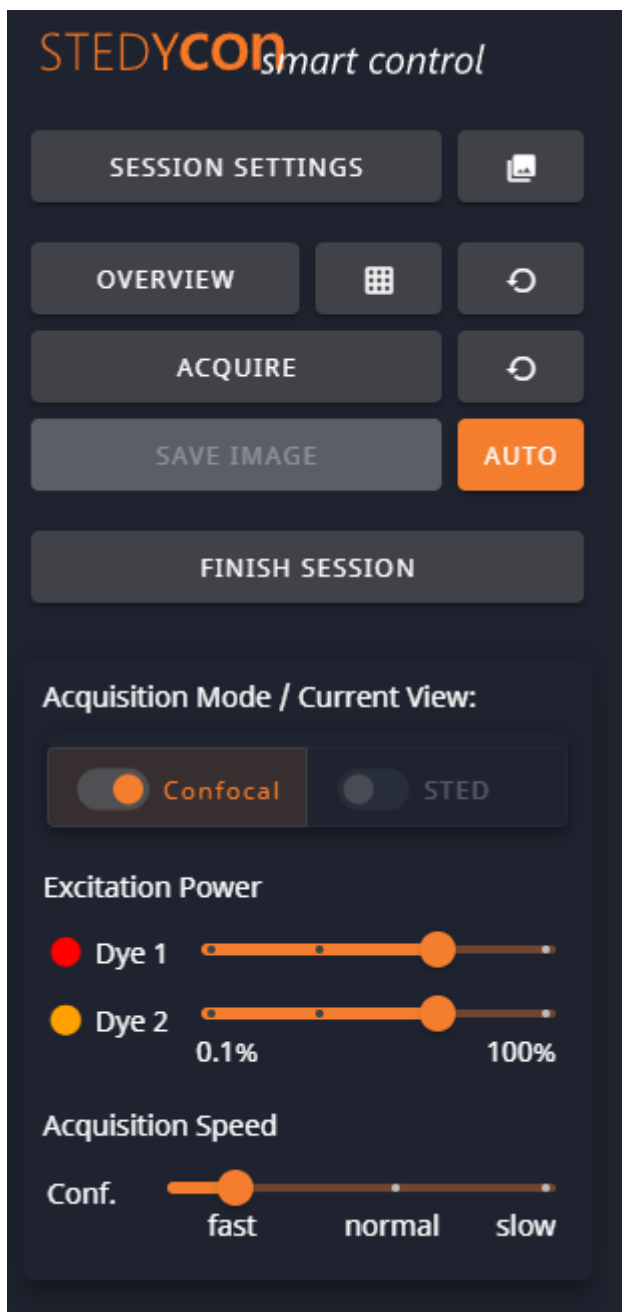 STEDYCON smart control
SESSION SETTINGS
OVERVIEW
ACQUIRE
SAVE IMAGE AUTO
FINISH SESSION
Acquisition Mode / Current View:
Confocal STED
Excitation Power
Dye 1
Dye 2
0.1% 100%
Acquisition Speed
Conf.
fast normal slow